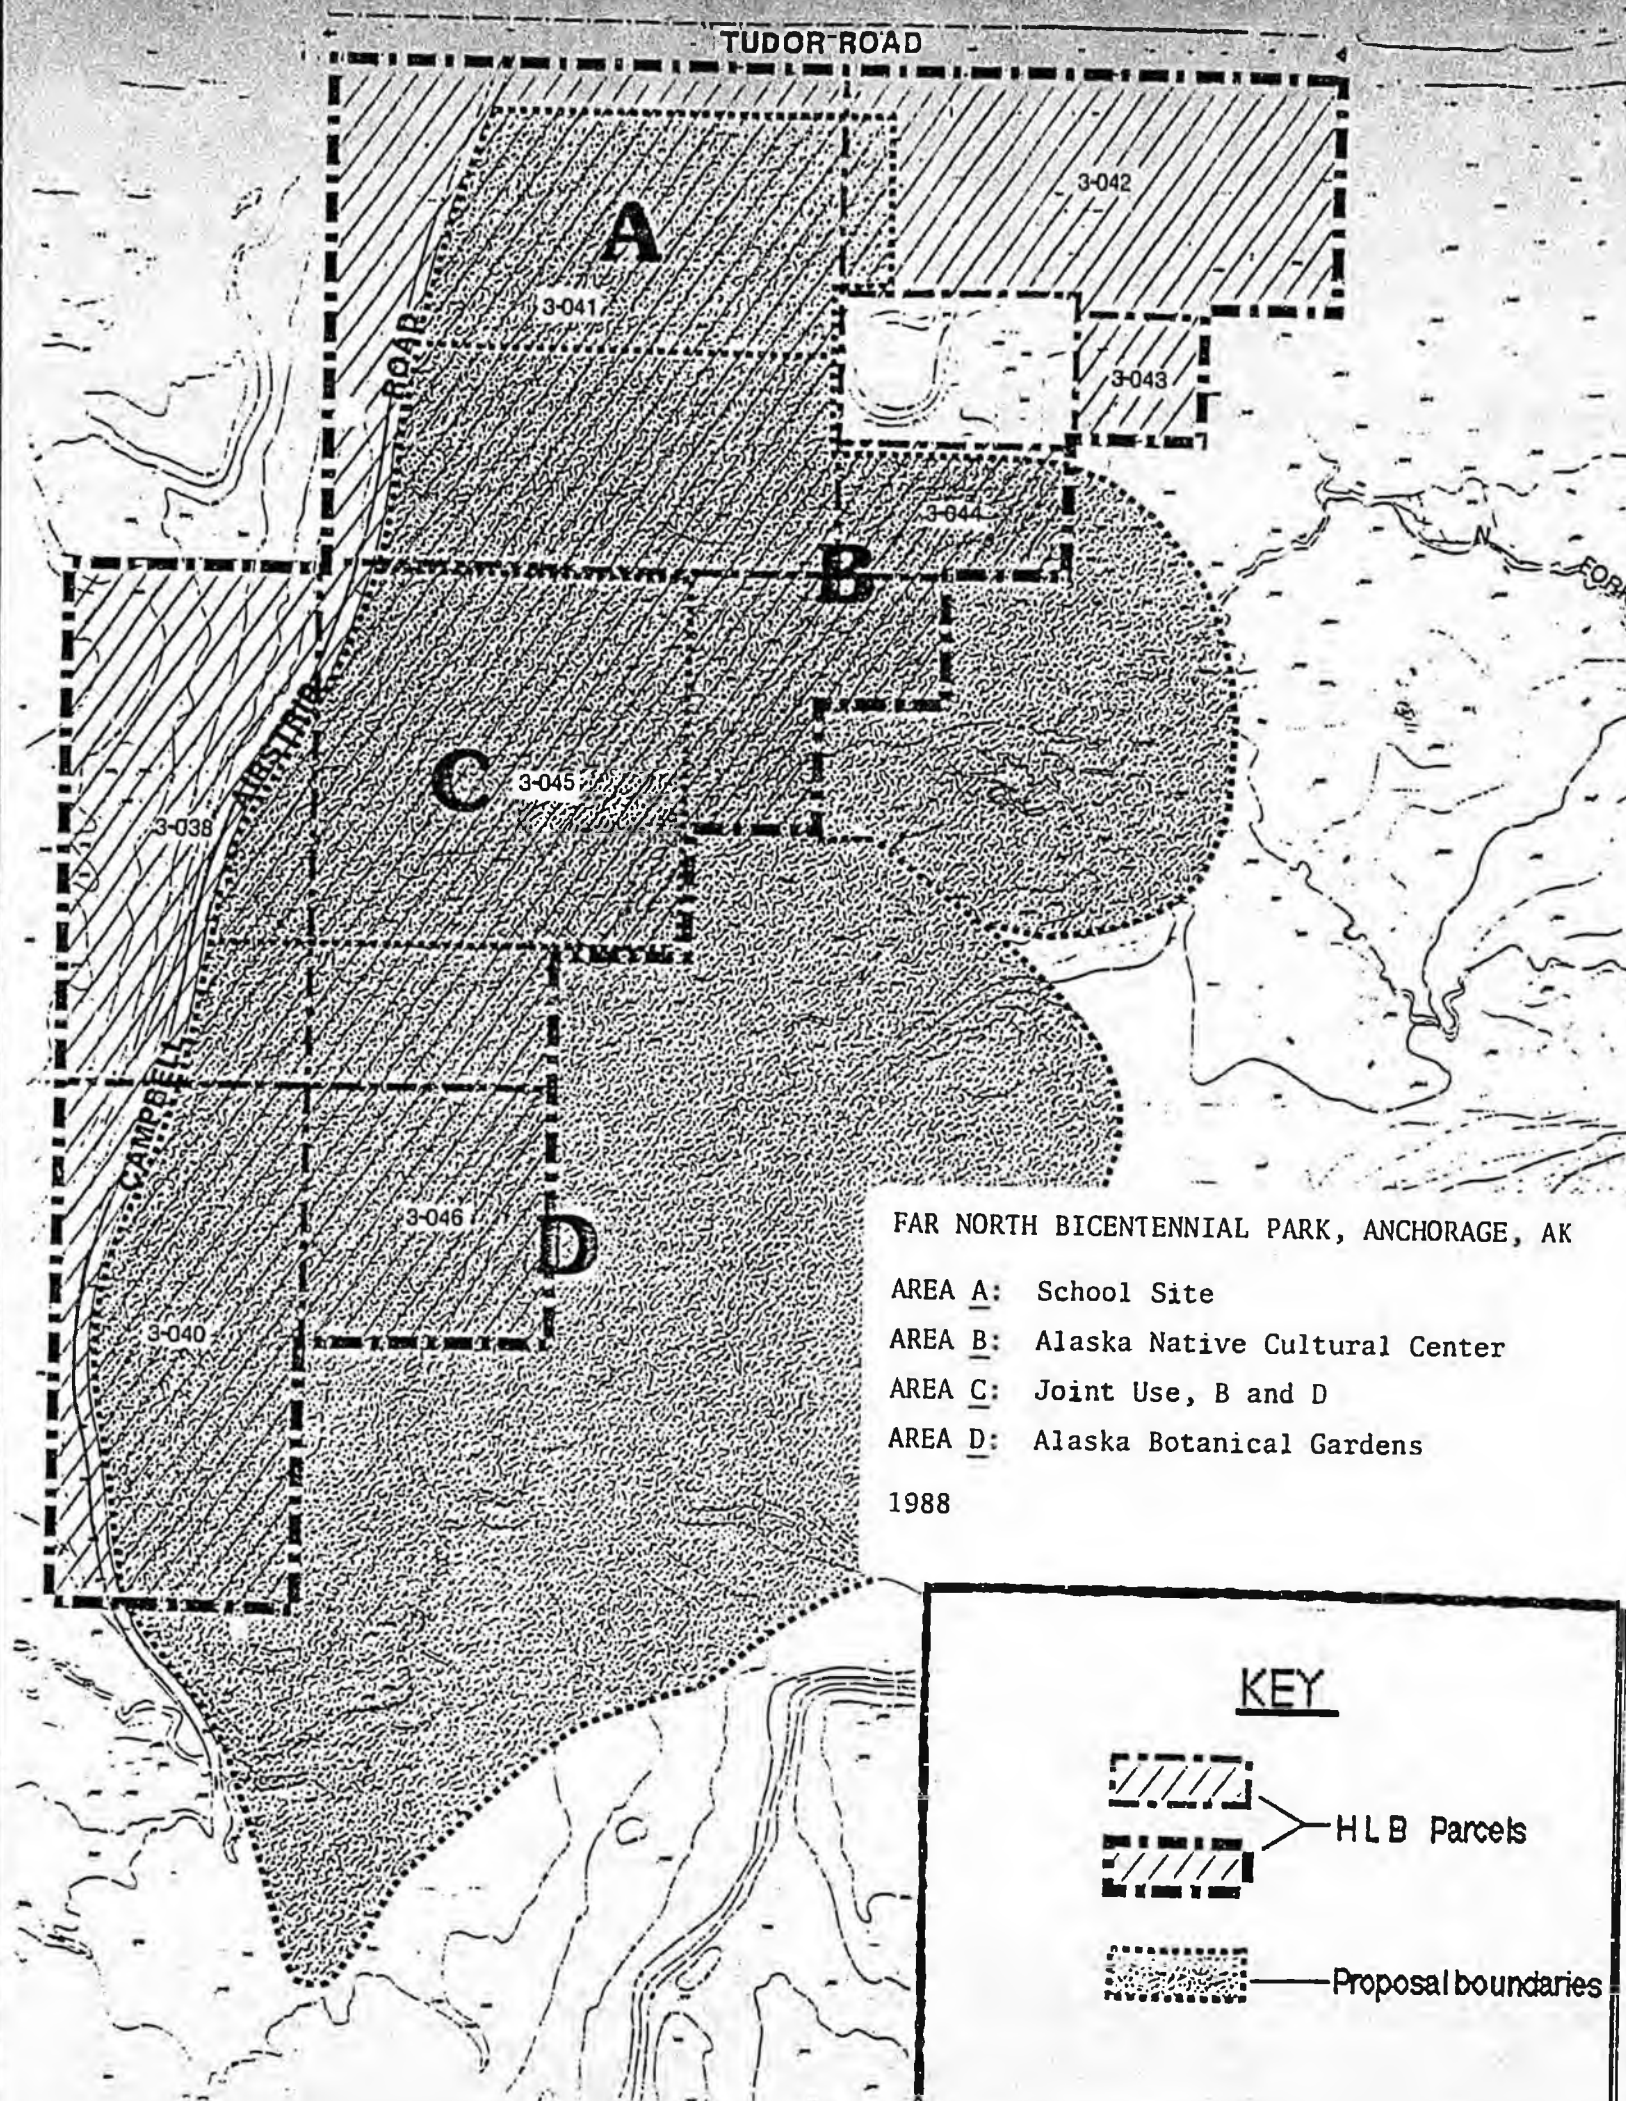 TUDOR ROAD
3-042
A
3-041
ROAD
3-043
3-044
N
B
C
3-045
AIRSTRIP
3-038
CAMPBELL
3-046
D
3-040
FAR NORTH BICENTENNIAL PARK, ANCHORAGE, AK
AREA A: School Site
AREA B: Alaska Native Cultural Center
AREA C: Joint Use, B and D
AREA D: Alaska Botanical Gardens
1988
KEY
HLB Parcels
Proposal boundaries